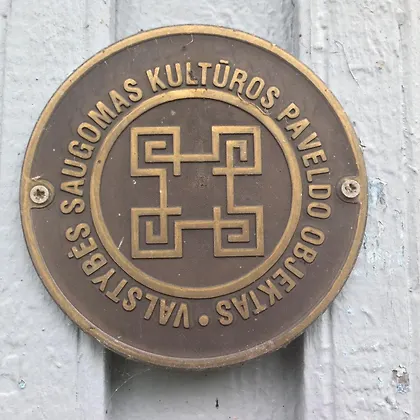 VALSTYBĖS SAUGOMAS KULTŪROS PAVELDO OBJEKTAS •